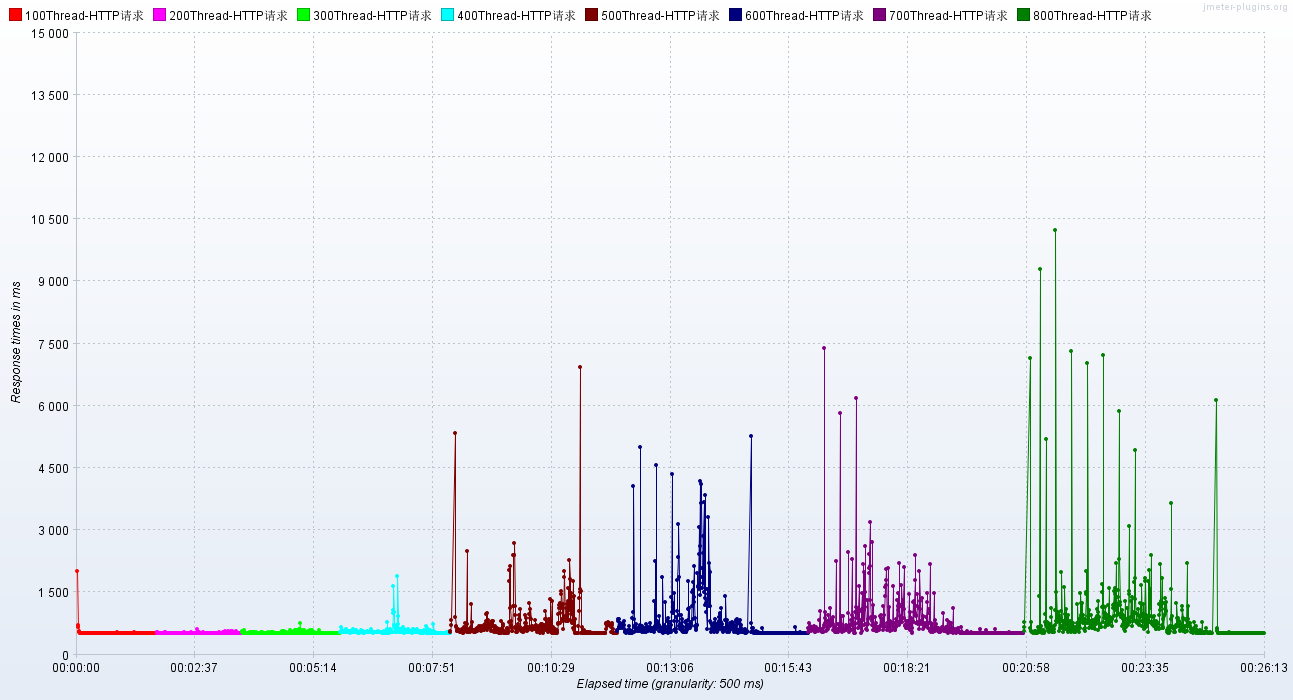 100Thread-HTTP请求 200Thread-HTTP请求 300Thread-HTTP请求 400Thread-HTTP请求 500Thread-HTTP请求 600Thread-HTTP请求 700Thread-HTTP请求 800Thread-HTTP请求 jmeter-plugins.org
15 000
13 500
12 000
10 500
9 000
7 500
6 000
4 500
3 000
1 500
0
Response times in ms
00:00:00 00:02:37 00:05:14 00:07:51 00:10:29 00:13:06 00:15:43 00:18:21 00:20:58 00:23:35 00:26:13
Elapsed time (granularity: 500 ms)